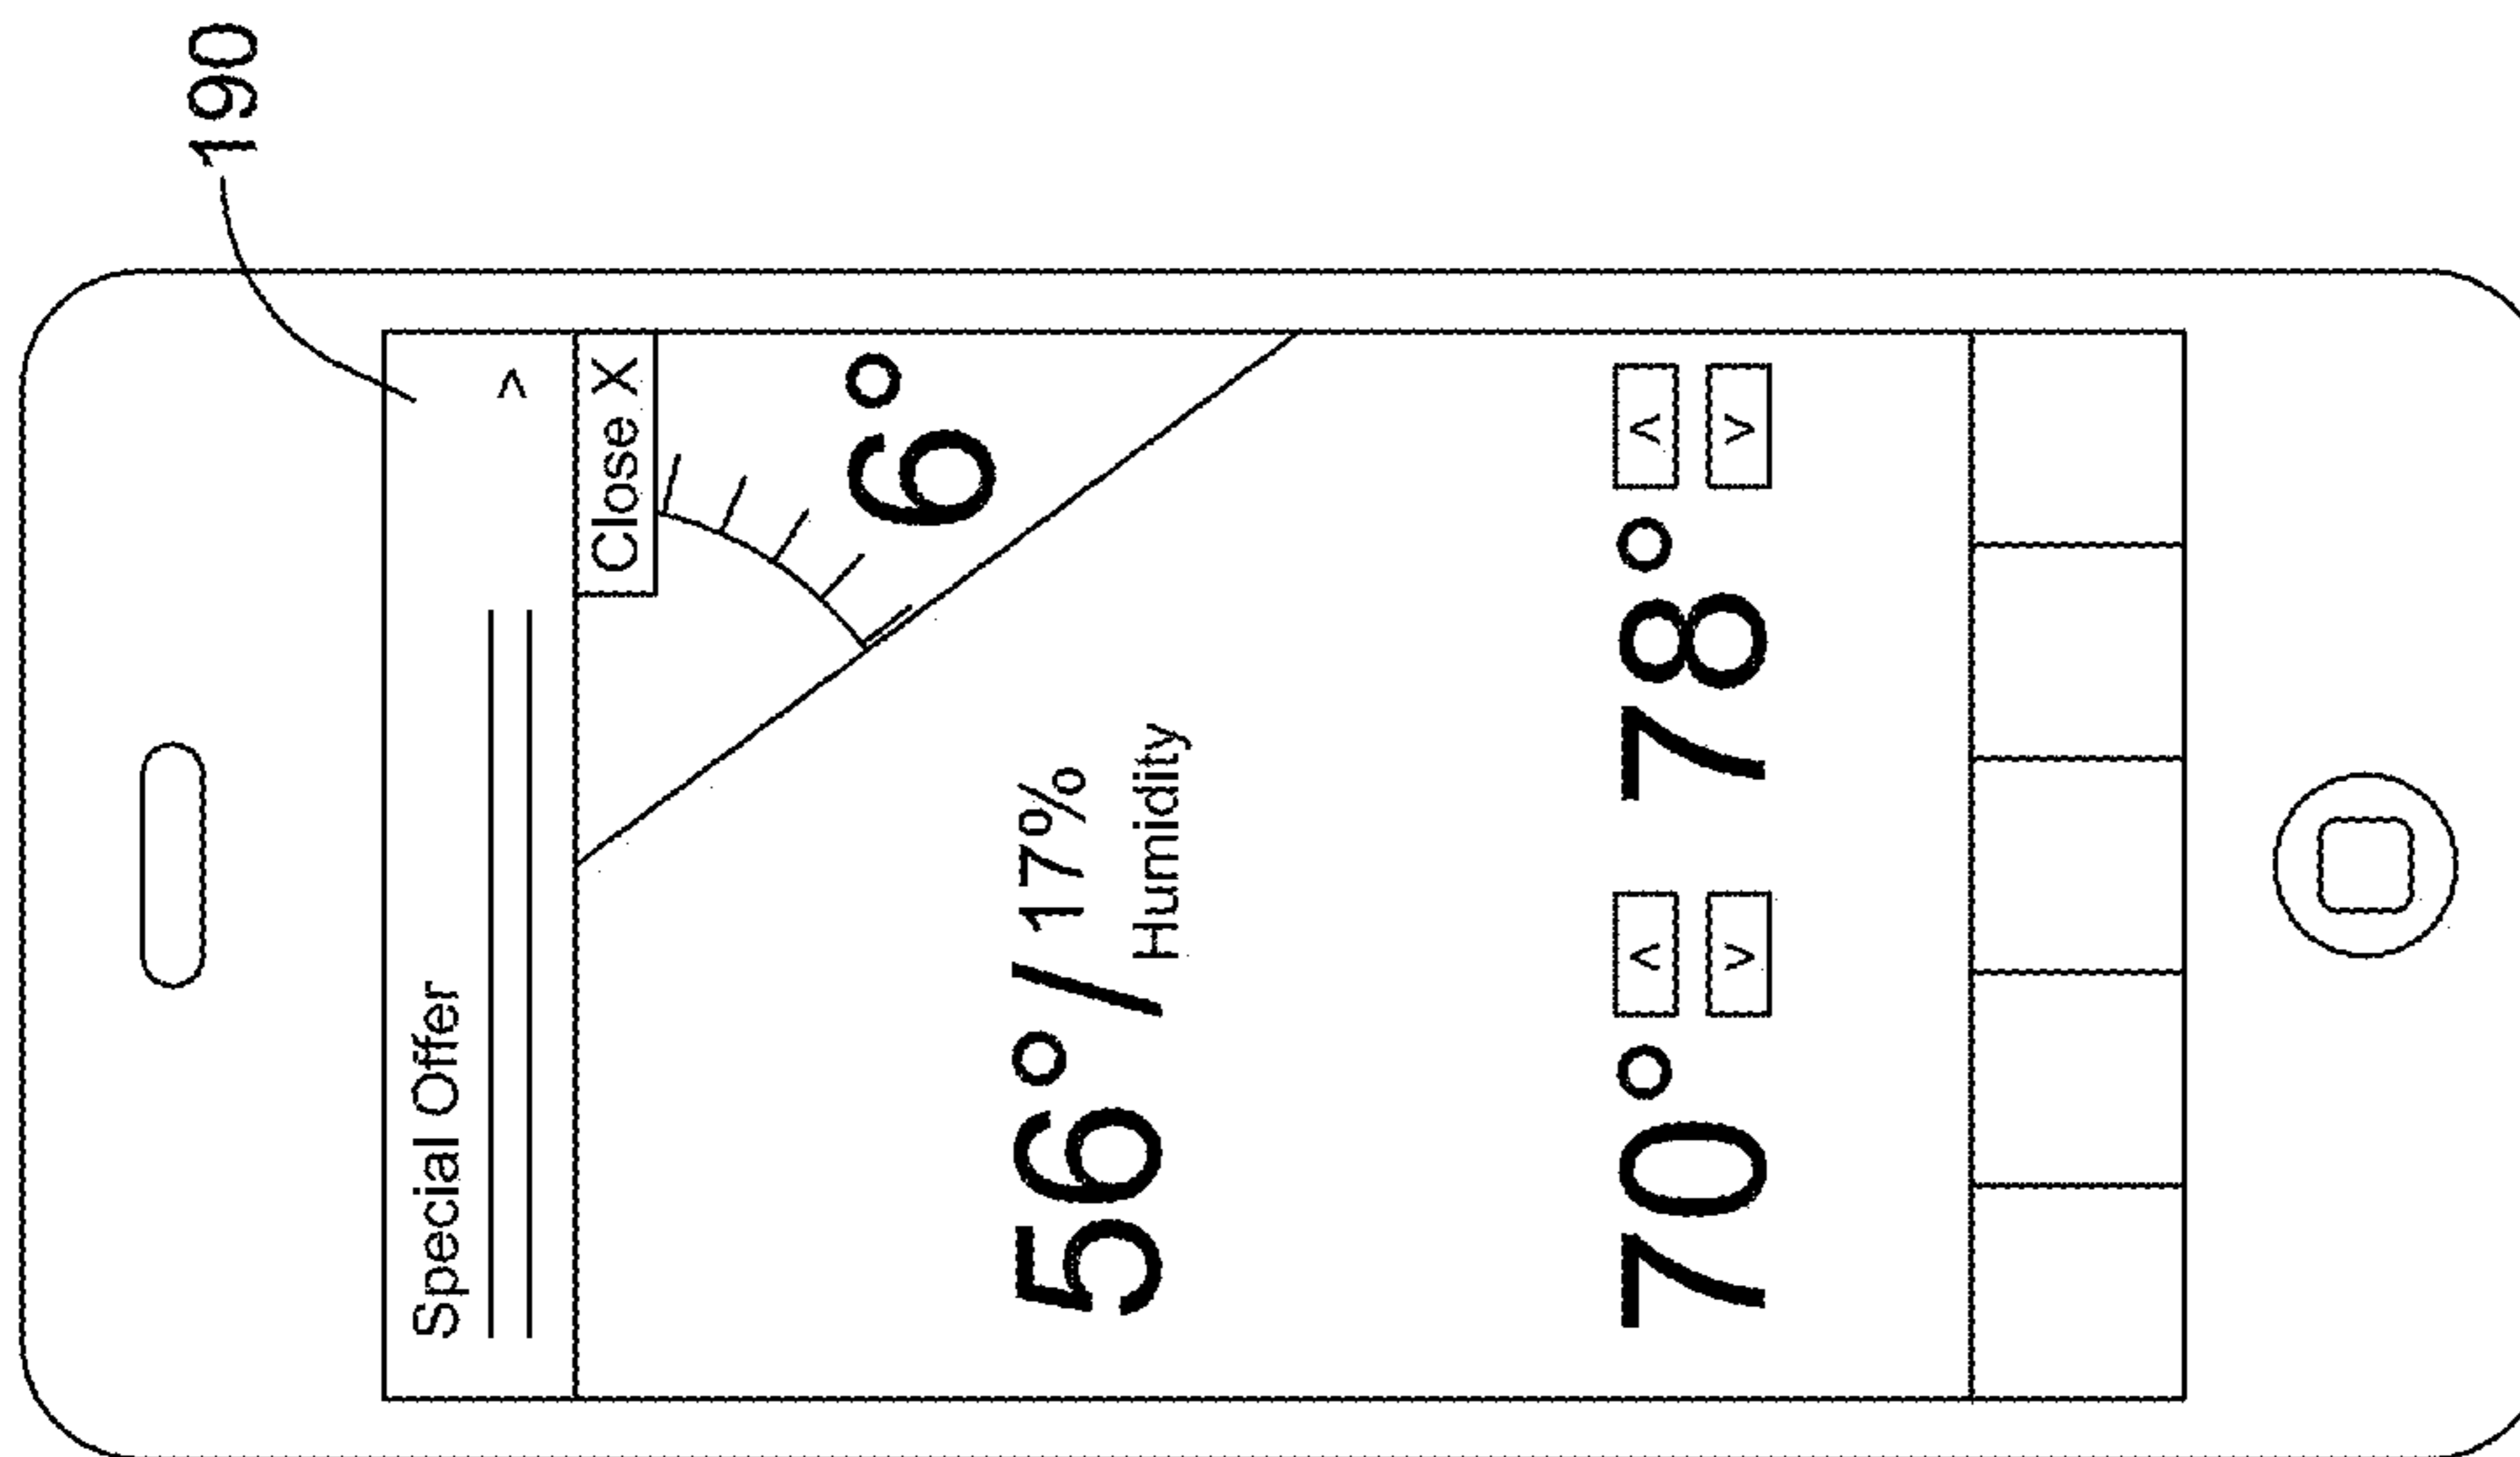 190
Special Offer
>
Close X
6°
56° / 17%
Humidity
70° ^ 78° ^
v v